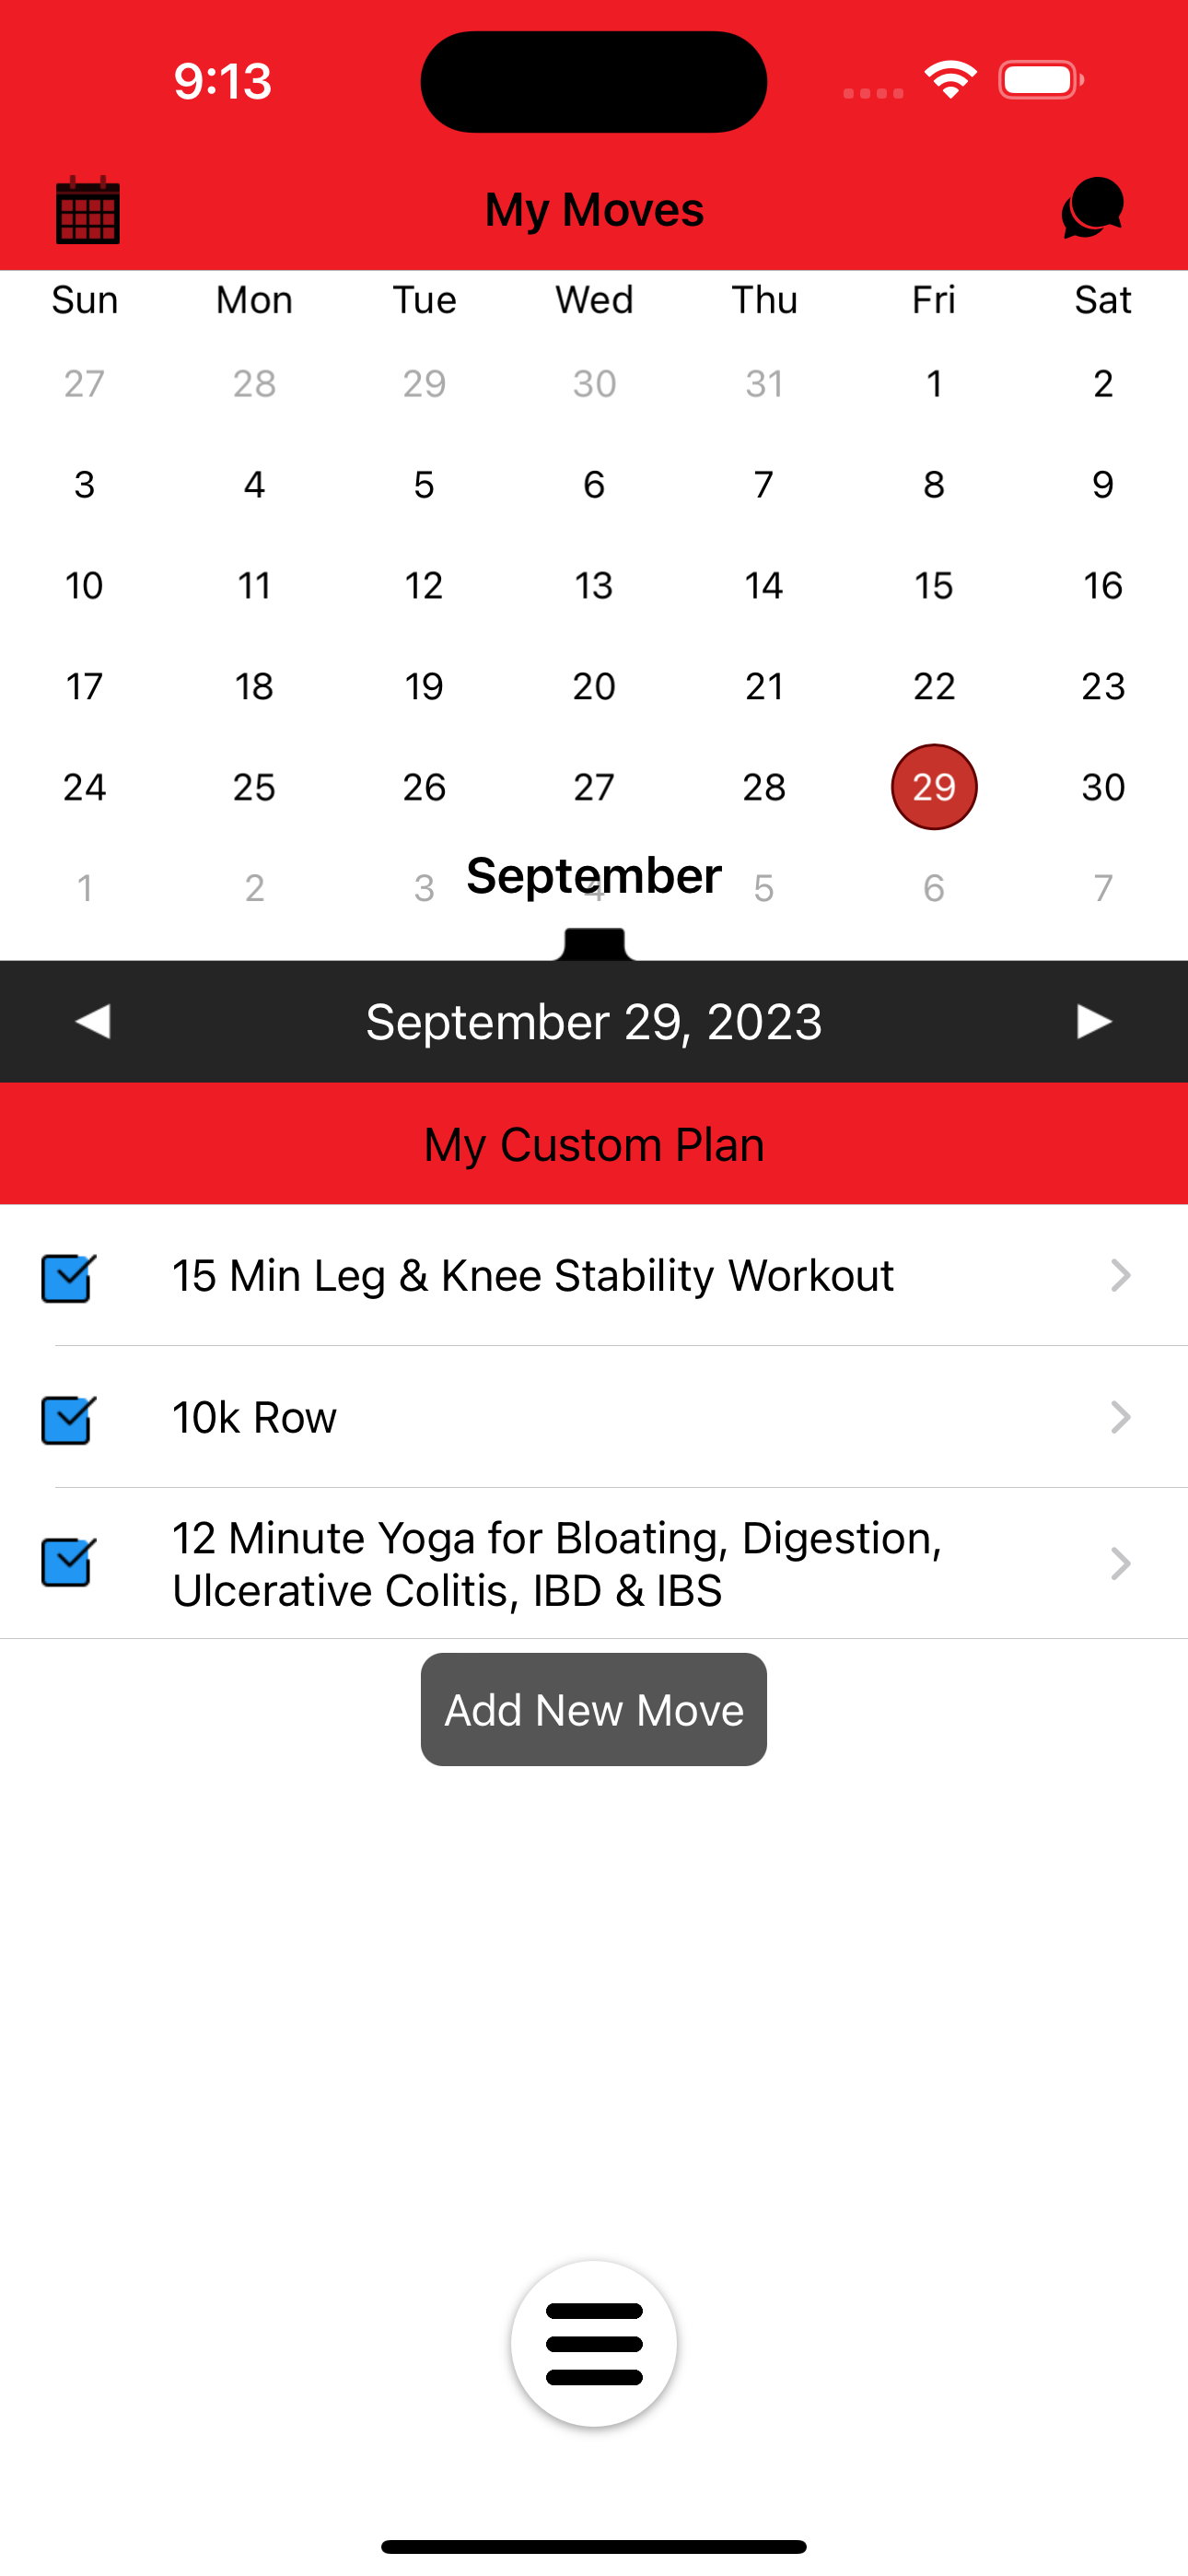 9:13
My Moves
Sun Mon Tue Wed Thu Fri Sat
27 28 29 30 31 1 2
3 4 5 6 7 8 9
10 11 12 13 14 15 16
17 18 19 20 21 22 23
24 25 26 27 28 29 30
September
1 2 3 4 5 6 7
September 29, 2023
My Custom Plan
15 Min Leg & Knee Stability Workout
10k Row
12 Minute Yoga for Bloating, Digestion,
Ulcerative Colitis, IBD & IBS
Add New Move